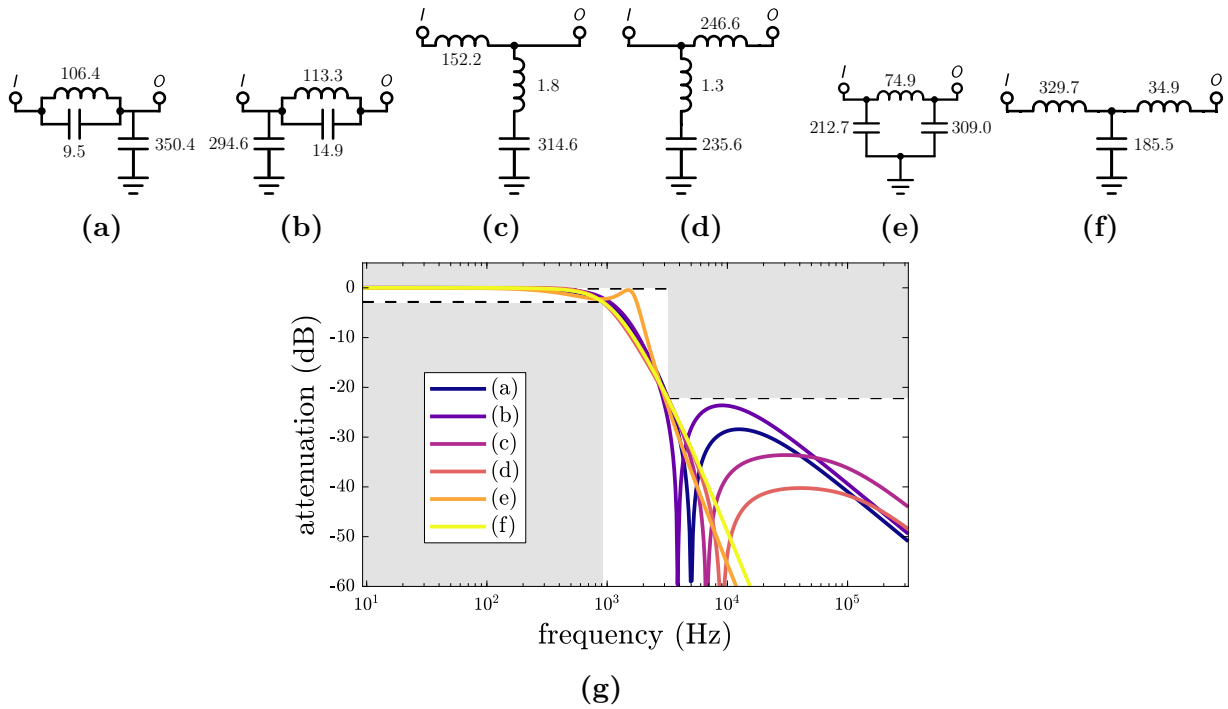 I 106.4 O
9.5
350.4
(a)
I 113.3 O
294.6
14.9
(b)
I O
152.2
1.8
314.6
(c)
I 246.6 O
1.3
235.6
(d)
I 74.9 O
212.7 309.0
(e)
I 329.7 34.9 O
185.5
(f)
attenuation (dB)
0
-10
-20
-30
-40
-50
-60
(a)
(b)
(c)
(d)
(e)
(f)
10¹ 10² 10³ 10⁴ 10⁵
frequency (Hz)
(g)